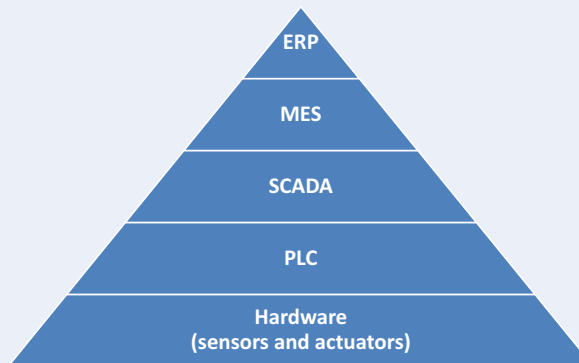 ERP
MES
SCADA
PLC
Hardware
(sensors and actuators)